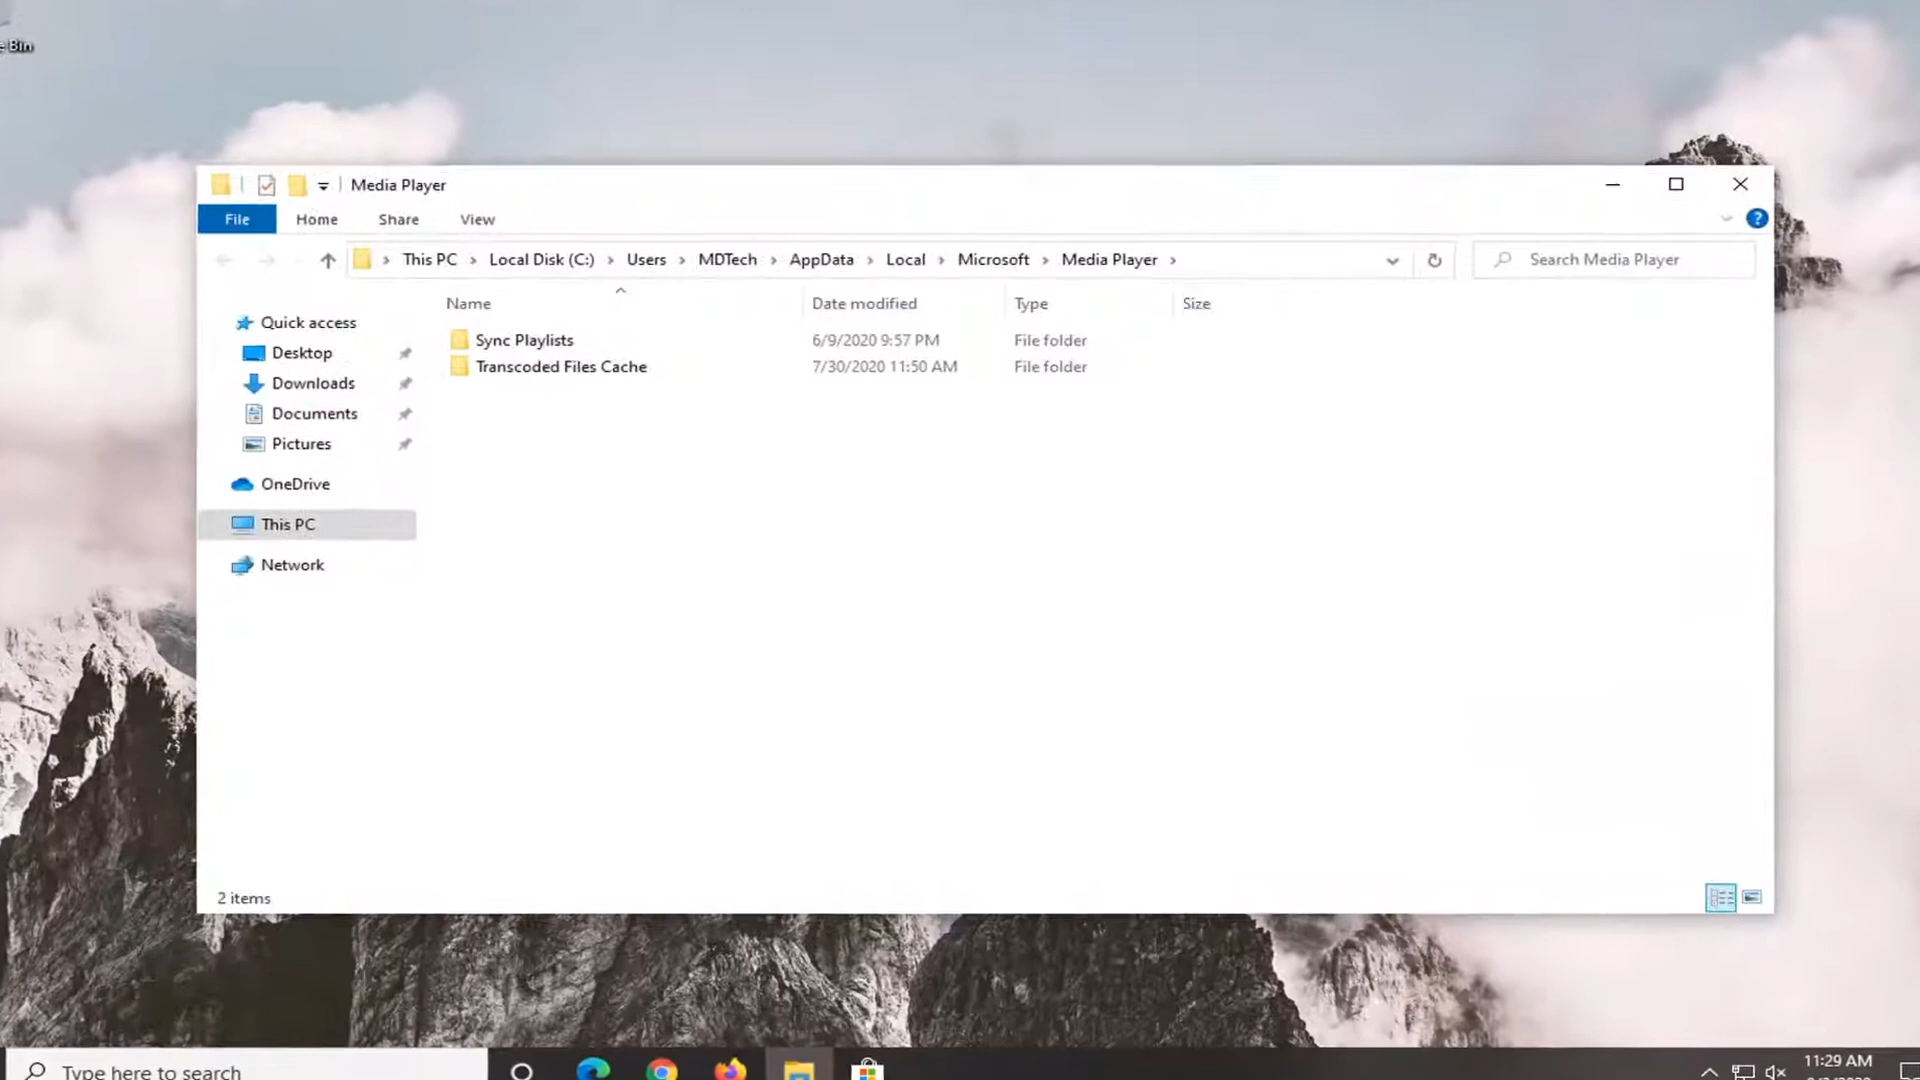 e Bin
Media Player
File Home Share View
This PC Local Disk (C:) Users MDTech AppData Local Microsoft Media Player
Search Media Player
Name Date modified Type Size
Quick access
Desktop
Downloads
Documents
Pictures
OneDrive
This PC
Network
Sync Playlists 6/9/2020 9:57 PM File folder
Transcoded Files Cache 7/30/2020 11:50 AM File folder
2 items
Type here to search
11:29 AM